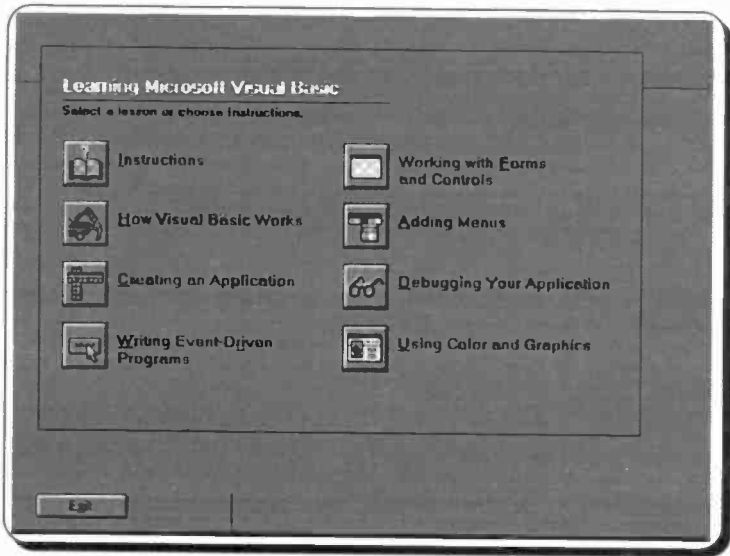 Learning Microsoft Visual Basic
Select a lesson or choose Instructions.
Instructions
How Visual Basic Works
Creating an Application
Writing Event-Driven
Programs
Working with Forms
and Controls
Adding Menus
Debugging Your Application
Using Color and Graphics
Exit